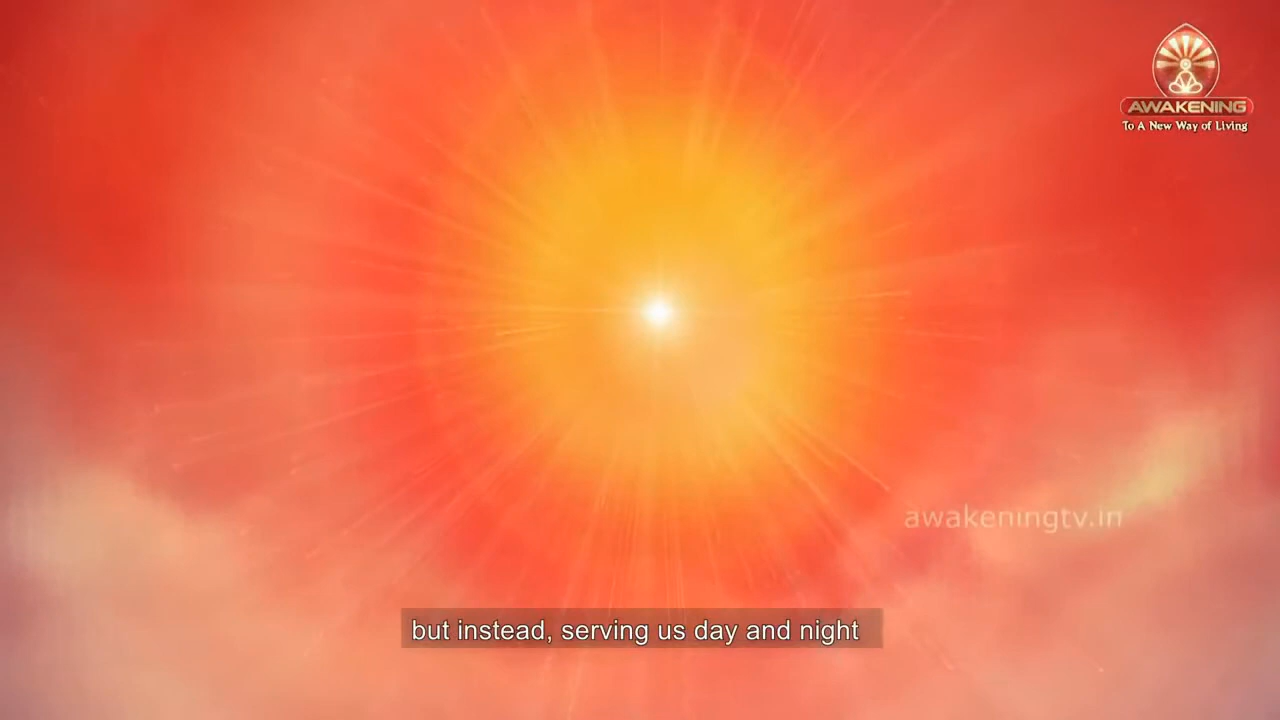 AWAKENING
To A New Way of Living
awakeningtv.in
but instead, serving us day and night